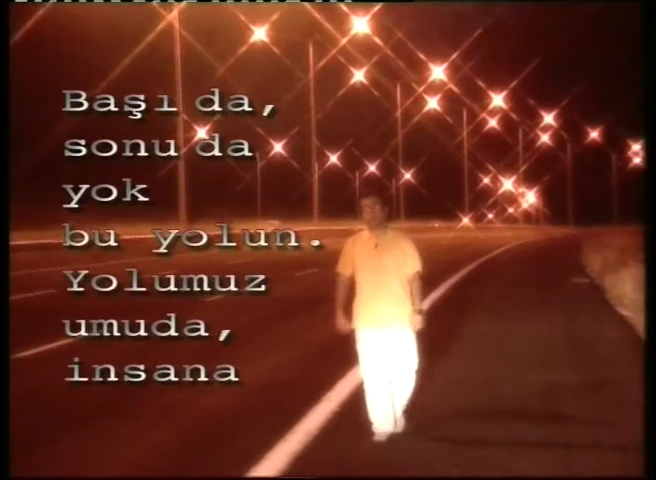 Başı da,
sonu da
yok
bu yolun.
Yolumuz
umuda,
insana